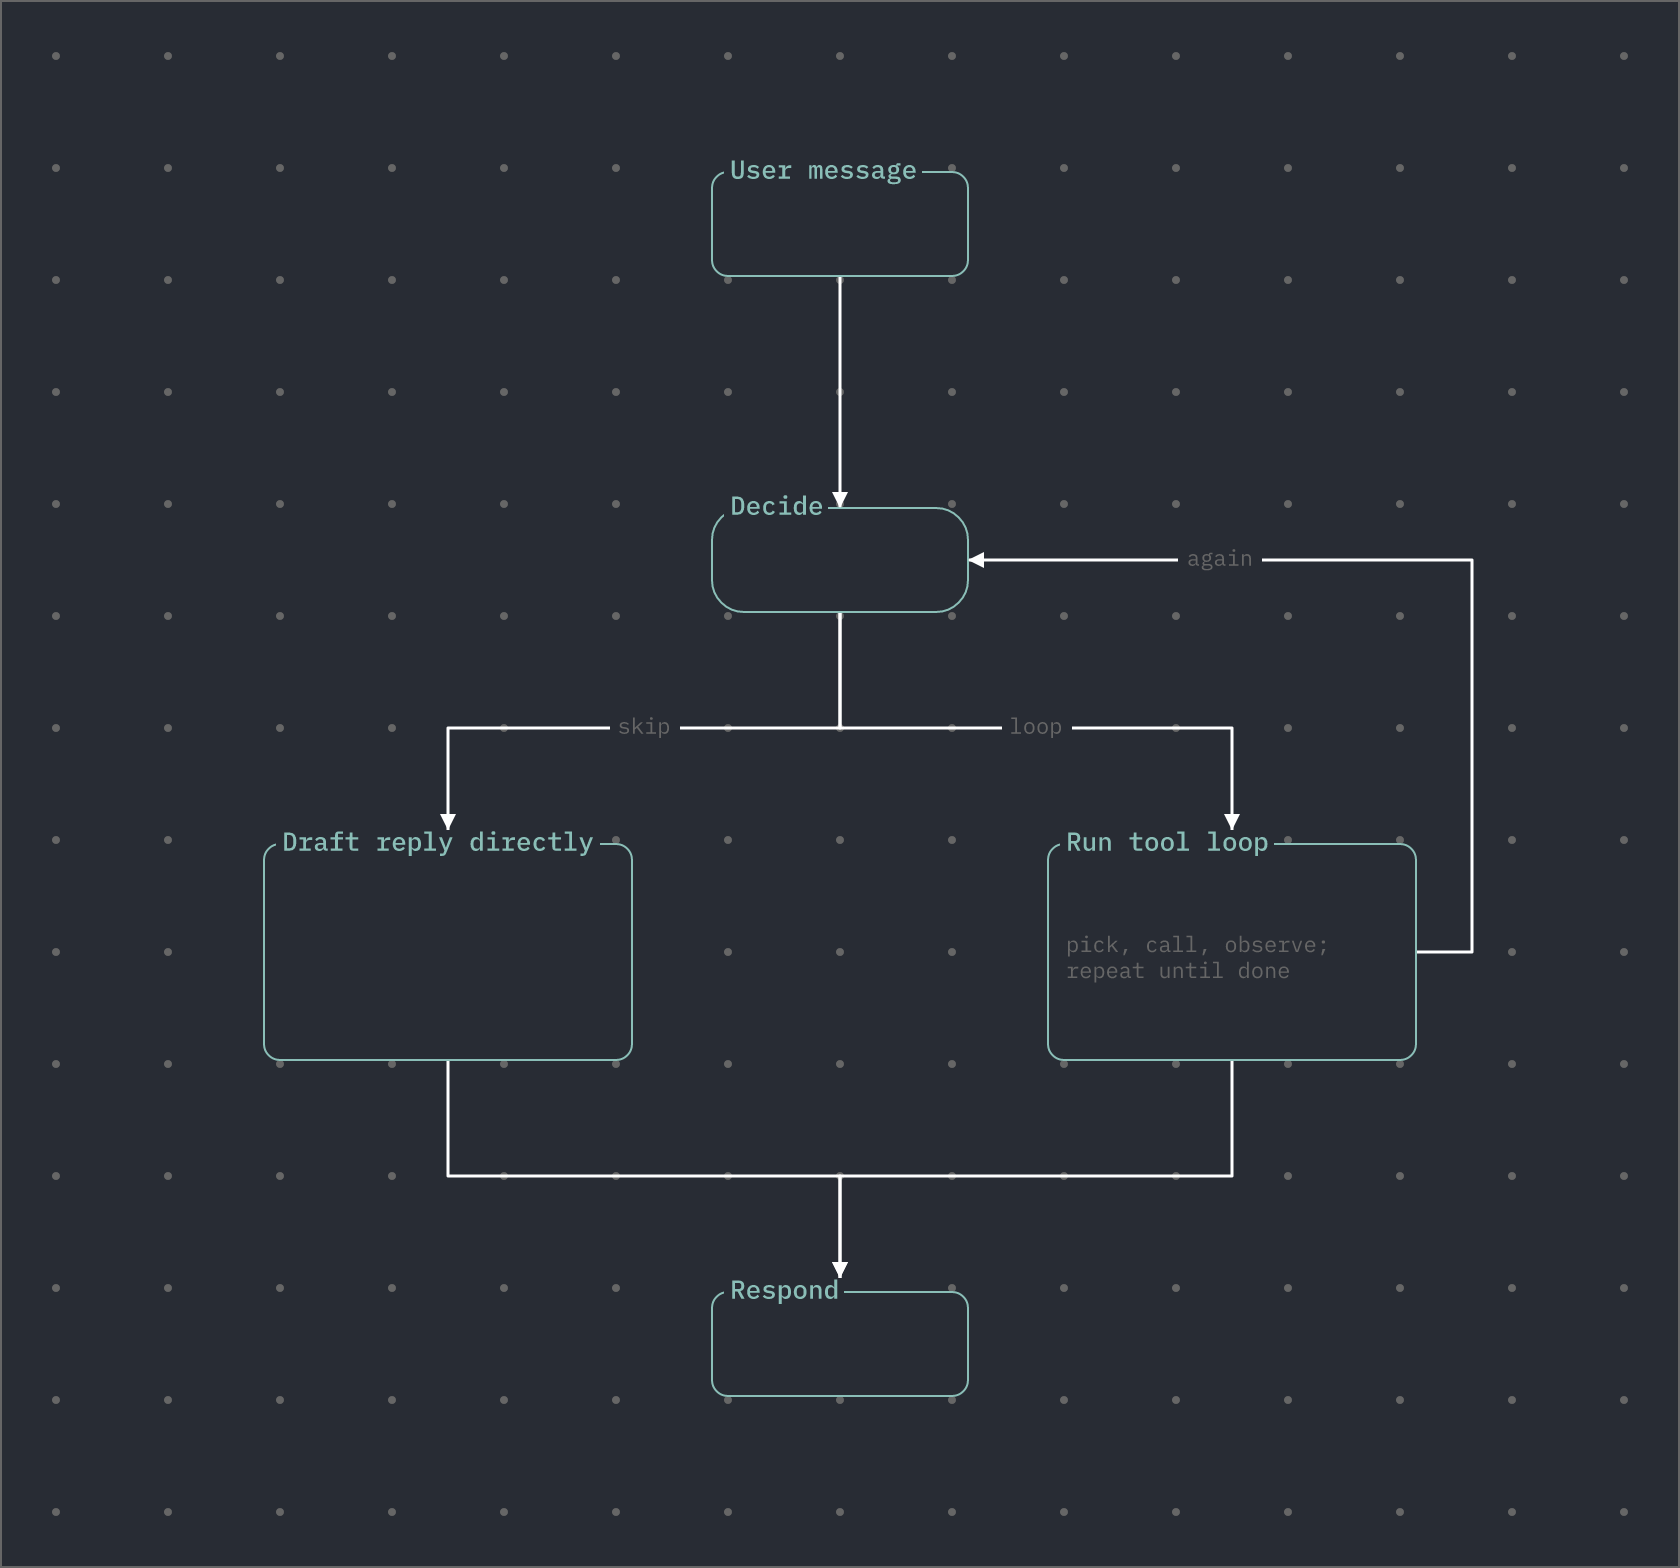 User message
Decide
again
skip
loop
Draft reply directly
Run tool loop
pick, call, observe;
repeat until done
Respond